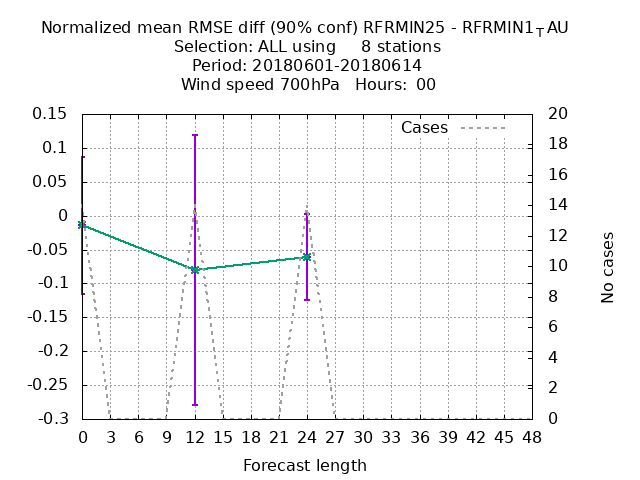 Normalized mean RMSE diff (90% conf) RFRMIN25 - RFRMIN1TAU
Selection: ALL using     8 stations
Period: 20180601-20180614
Wind speed 700hPa   Hours:  00
Cases
0.15
0.1
0.05
0
-0.05
-0.1
-0.15
-0.2
-0.25
-0.3
20
18
16
14
12
10
8
6
4
2
0
No cases
0 3 6 9 12 15 18 21 24 27 30 33 36 39 42 45 48
Forecast length